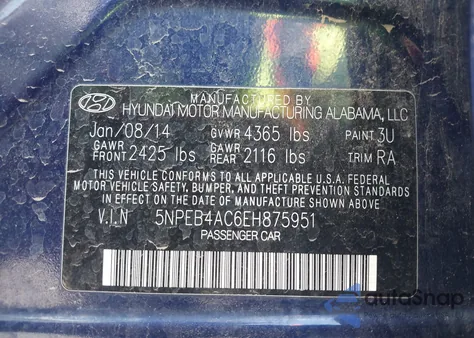 MANUFACTURED BY
HYUNDAI MOTOR MANUFACTURING ALABAMA, LLC
Jan/08/14 GVWR 4365 lbs PAINT 3U
GAWR FRONT 2425 lbs GAWR REAR 2116 lbs TRIM RA
THIS VEHICLE CONFORMS TO ALL APPLICABLE U.S.A FEDERAL
MOTOR VEHICLE SAFETY, BUMPER, AND THEFT PREVENTION STANDARDS
IN EFFECT ON THE DATE OF MANUFACTURE SHOWN ABOVE.
V.I.N 5NPEB4AC6EH875951
PASSENGER CAR
autoSnap